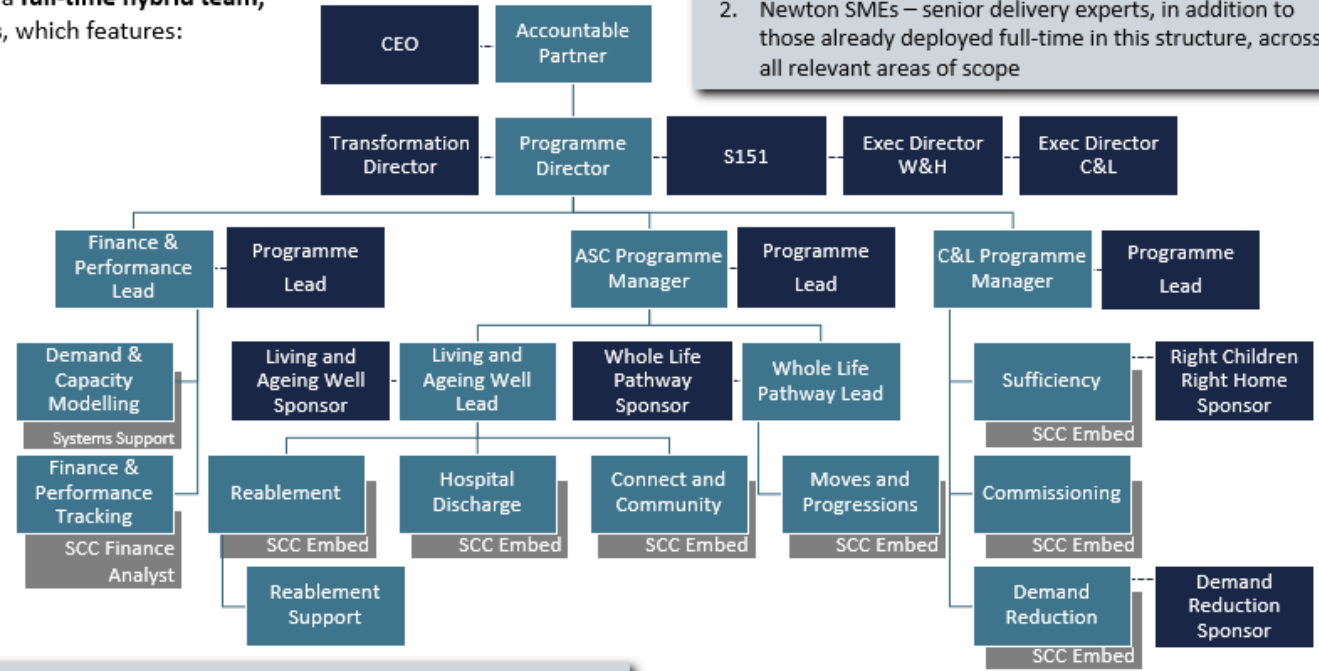 a full-time hybrid team,
s, which features:
2. Newton SMEs – senior delivery experts, in addition to
those already deployed full-time in this structure, across
all relevant areas of scope
CEO
Accountable
Partner
Transformation
Director
Programme
Director
S151
Exec Director
W&H
Exec Director
C&L
Finance &
Performance
Lead
Programme
Lead
ASC Programme
Manager
Programme
Lead
C&L Programme
Manager
Programme
Lead
Demand &
Capacity
Modelling
Systems Support
Living and
Ageing Well
Sponsor
Living and
Ageing Well
Lead
Whole Life
Pathway
Sponsor
Whole Life
Pathway Lead
Sufficiency
SCC Embed
Right Children
Right Home
Sponsor
Finance &
Performance
Tracking
SCC Finance
Analyst
Reablement
SCC Embed
Hospital
Discharge
SCC Embed
Connect and
Community
SCC Embed
Moves and
Progressions
SCC Embed
Commissioning
SCC Embed
Reablement
Support
Demand
Reduction
SCC Embed
Demand
Reduction
Sponsor